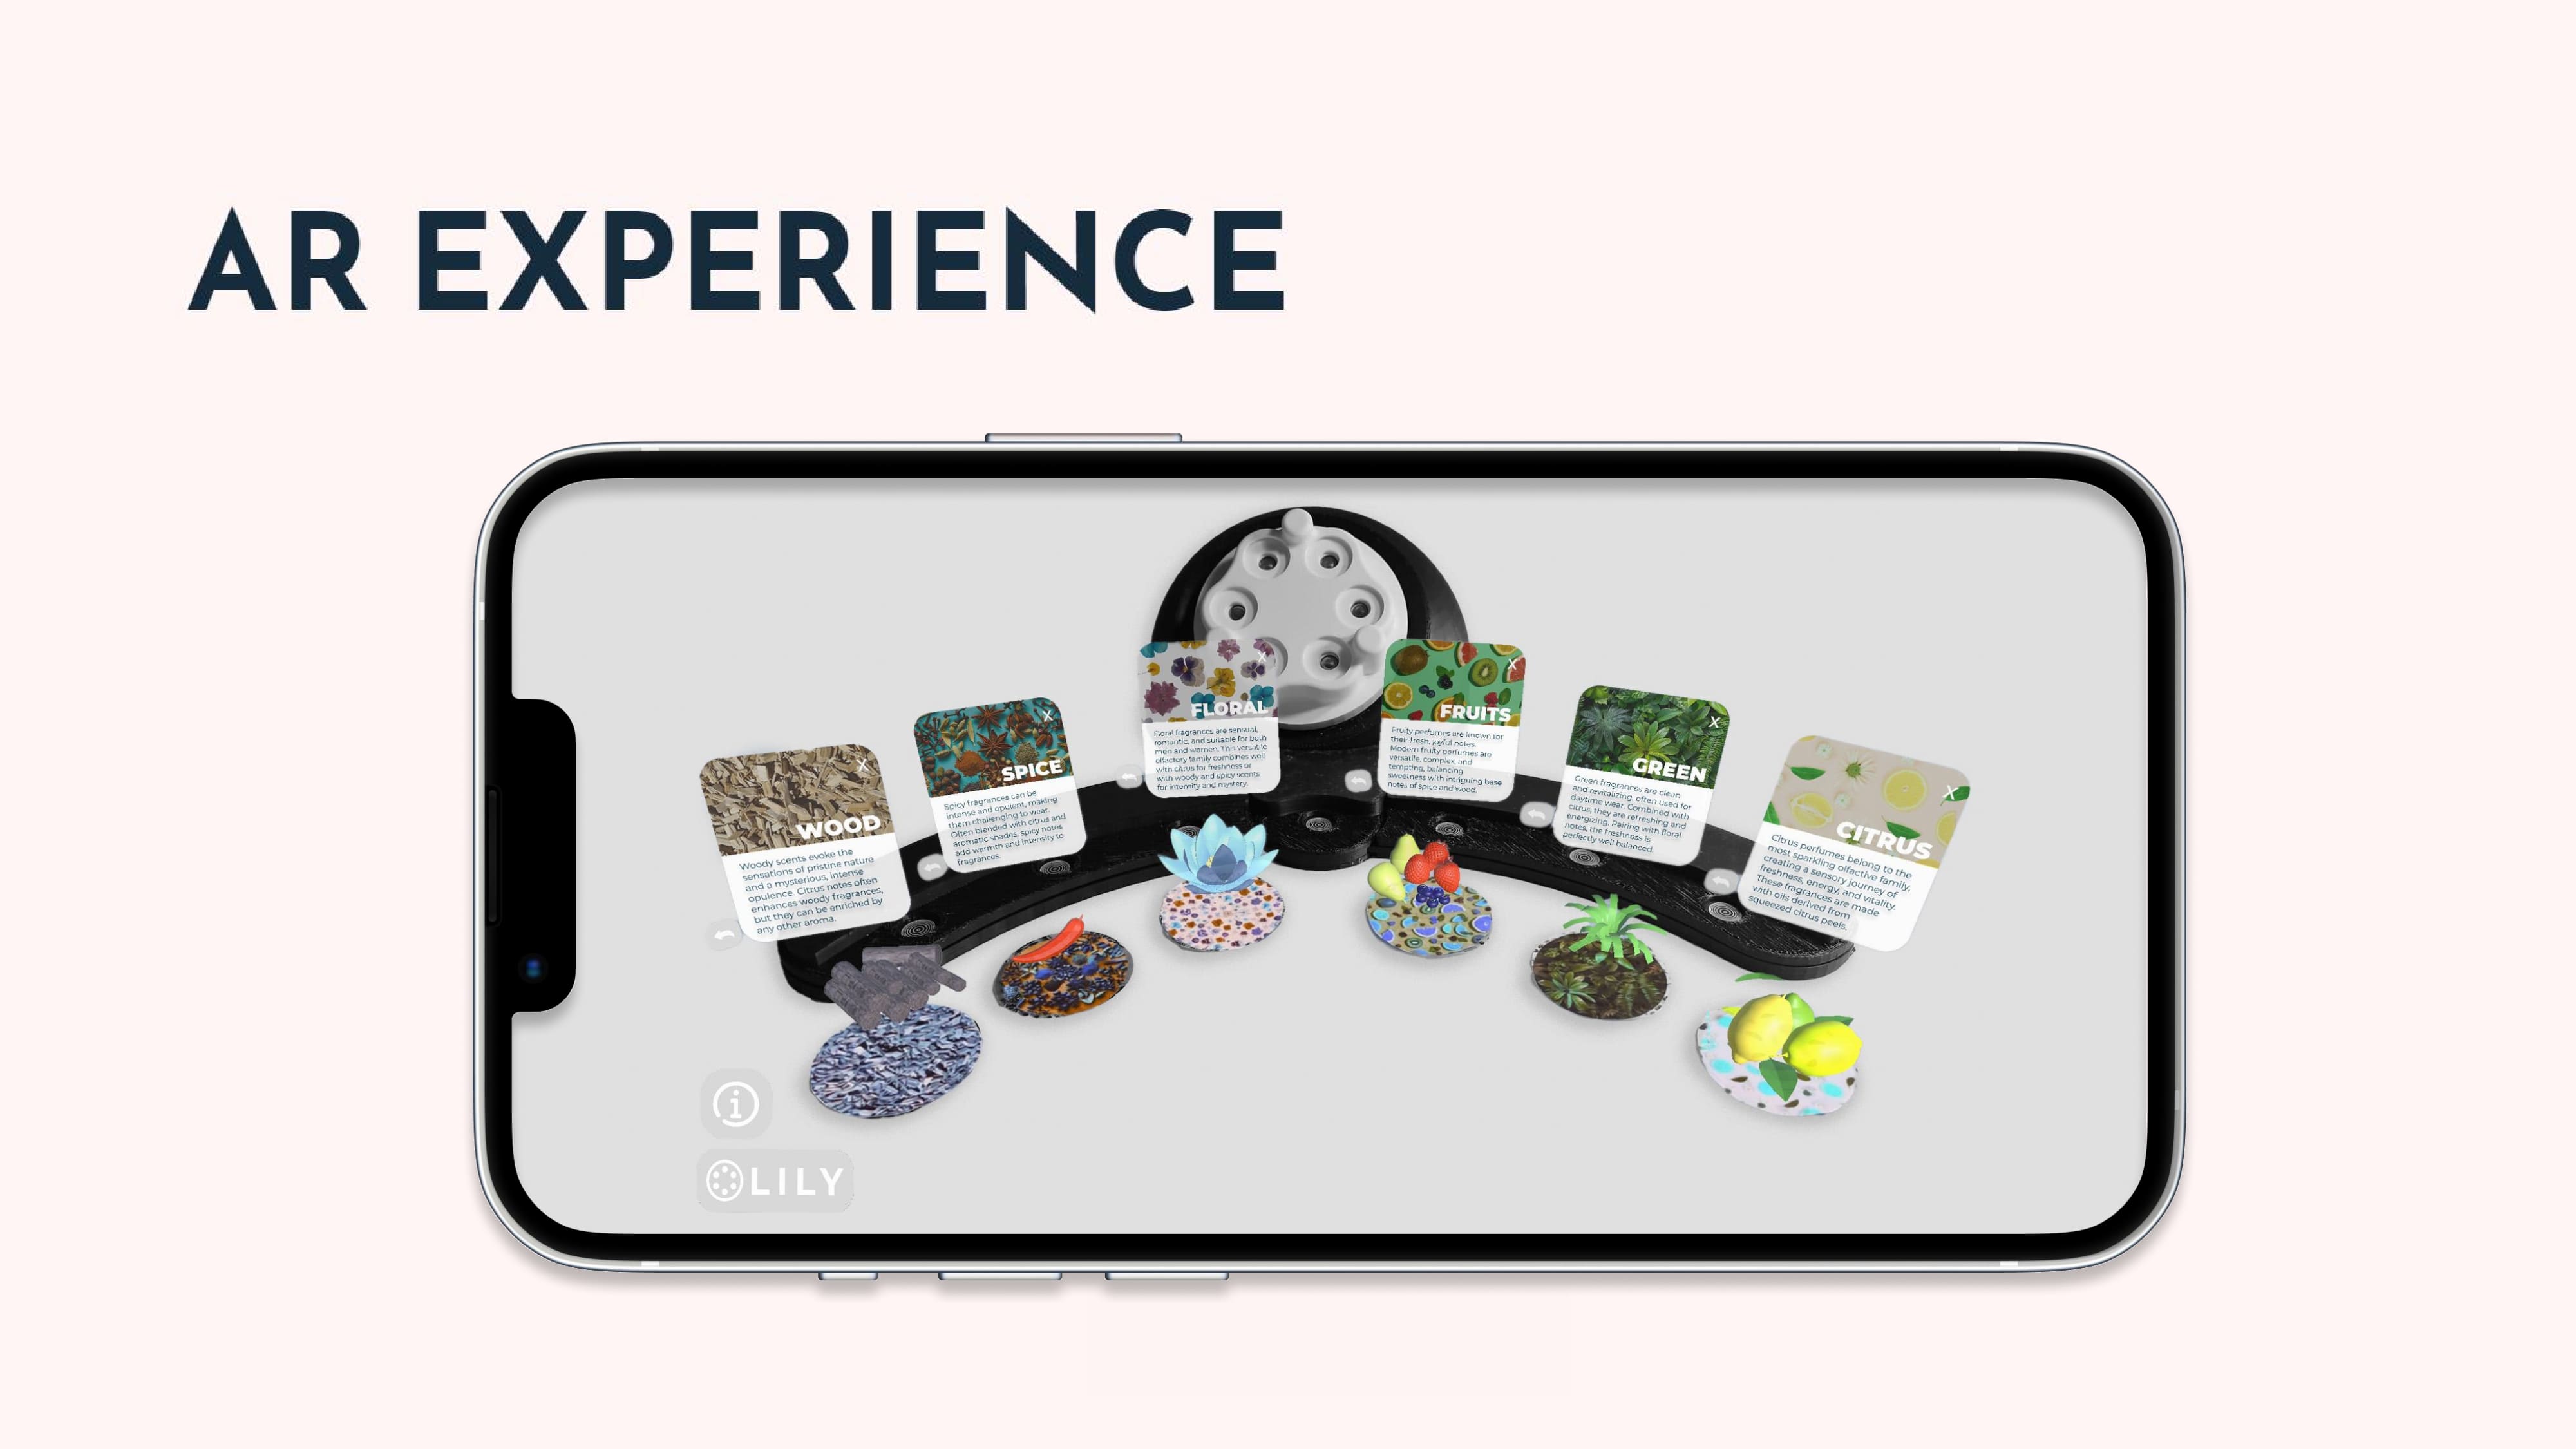 AR EXPERIENCE
WOOD
Woody scents evoke the
sensations of pristine nature
and a mysterious, intense
opulence. Citrus notes often
enhances woody fragrances,
but they can be enriched by
any other aroma.
X
SPICE
Spicy fragrances can be
intense and opulent, making
them challenging to wear.
Often blended with citrus and
aromatic shades, spicy notes
add warmth and intensity to
fragrances.
X
FLORAL
Floral fragrances are sensual,
romantic, and suitable for both
men and women. This versatile
olfactory family combines well
with citrus for freshness or
with woody and spicy scents
for intensity and mystery.
X
FRUITS
Fruity perfumes are known for
their fresh, joyful notes.
Modern fruity perfumes are
versatile, complex, and
tempting, balancing
sweetness with intriguing base
notes of spice and wood.
X
GREEN
Green fragrances are clean
and revitalizing, often used for
daytime wear. Combined with
citrus, they are refreshing and
energizing. Pairing with floral
notes, the freshness is
perfectly well balanced.
X
CITRUS
Citrus perfumes belong to the
most sparkling olfactive family,
creating a sensory journey of
freshness, energy, and vitality.
These fragrances are made
with oils derived from
squeezed citrus peels.
X
i
LILY